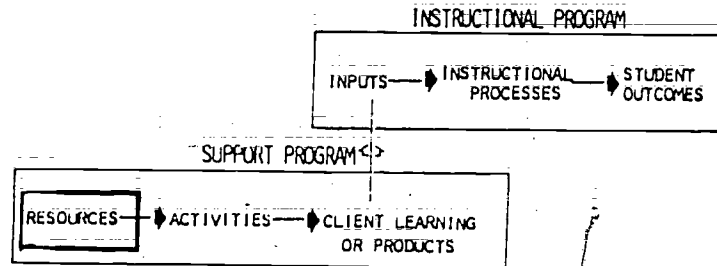 INSTRUCTIONAL PROGRAM
INPUTS INSTRUCTIONAL STUDENT
PROCESSES OUTCOMES
SUPPORT PROGRAM
RESOURCES ACTIVITIES CLIENT LEARNING
OR PRODUCTS